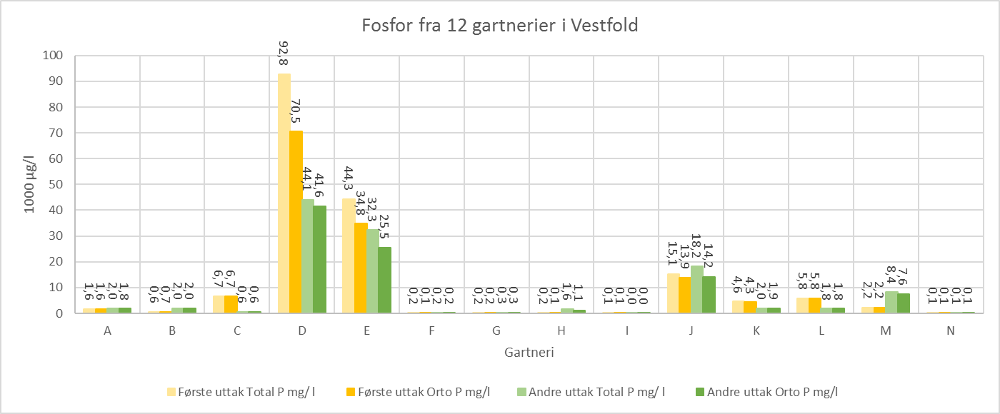 Fosfor fra 12 gartnerier i Vestfold
1000 µg/l
100
90
80
70
60
50
40
30
20
10
0
1,6 1,6 2,0 1,8
0,6 0,7 2,0 2,0
6,7 6,7 0,6 0,6
92,8 70,5 44,1 41,6
44,3 34,8 32,3 25,5
0,2 0,1 0,2 0,2
0,2 0,2 0,3 0,3
0,2 0,1 1,6 1,1
0,1 0,1 0,0 0,0
15,1 13,9 18,2 14,2
4,6 4,3 2,0 1,9
5,8 5,8 1,8 1,8
2,2 2,2 8,4 7,6
0,1 0,1 0,1 0,1
A B C D E F G H I J K L M N
Gartneri
Første uttak Total P mg/ l Første uttak Orto P mg/l Andre uttak Total P mg/ l Andre uttak Orto P mg/l